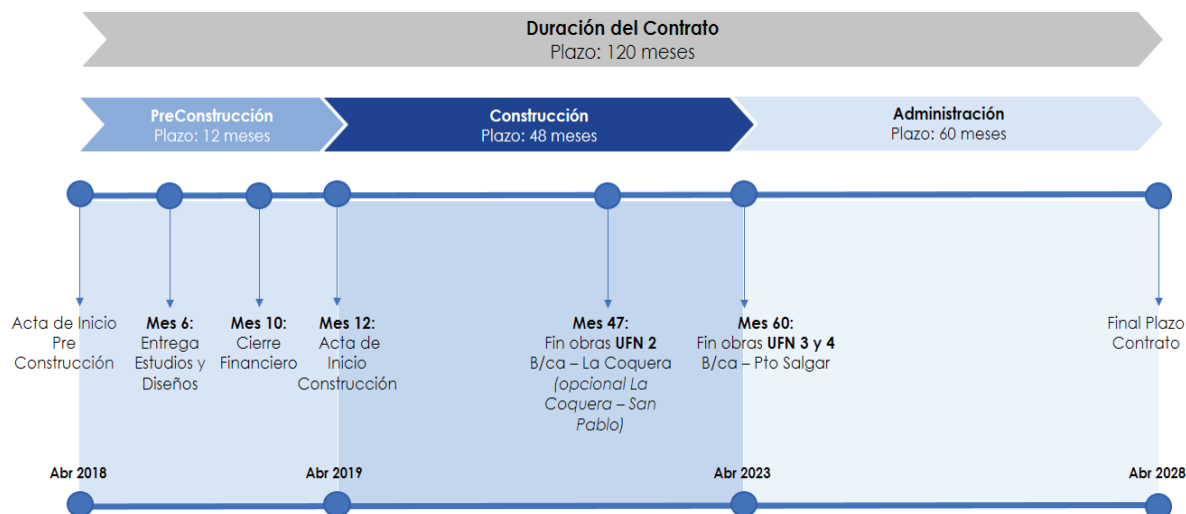 Duración del Contrato
Plazo: 120 meses
PreConstrucción
Plazo: 12 meses
Construcción
Plazo: 48 meses
Administración
Plazo: 60 meses
Acta de Inicio
Pre
Construcción
Mes 6:
Entrega
Estudios y
Diseños
Mes 10:
Cierre
Financiero
Mes 12:
Acta de
Inicio
Construcción
Mes 47:
Fin obras UFN 2
B/ca – La Coquera
(opcional La
Coquera – San
Pablo)
Mes 60:
Fin obras UFN 3 y 4
B/ca – Pto Salgar
Final Plazo
Contrato
Abr 2018
Abr 2019
Abr 2023
Abr 2028